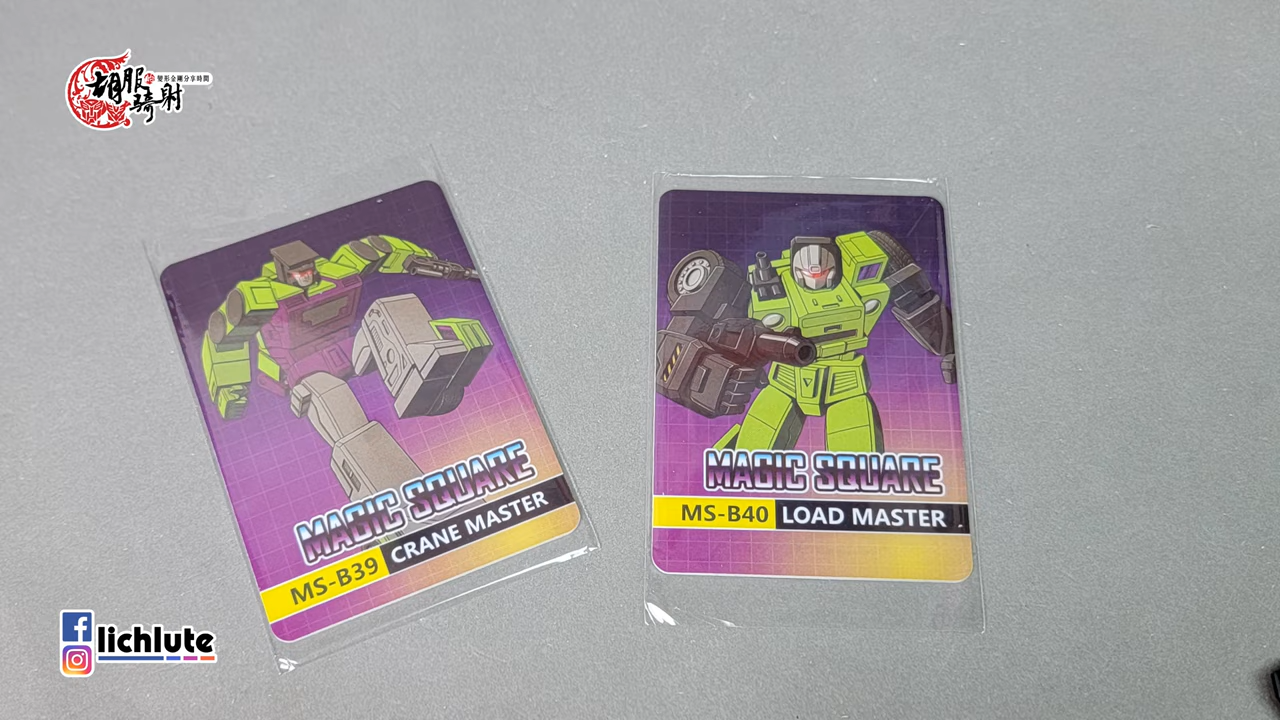 胡服
騎射
變形金剛分享時間
MAGIC SQUARE
MS-B39 CRANE MASTER
MAGIC SQUARE
MS-B40 LOAD MASTER
lichlute